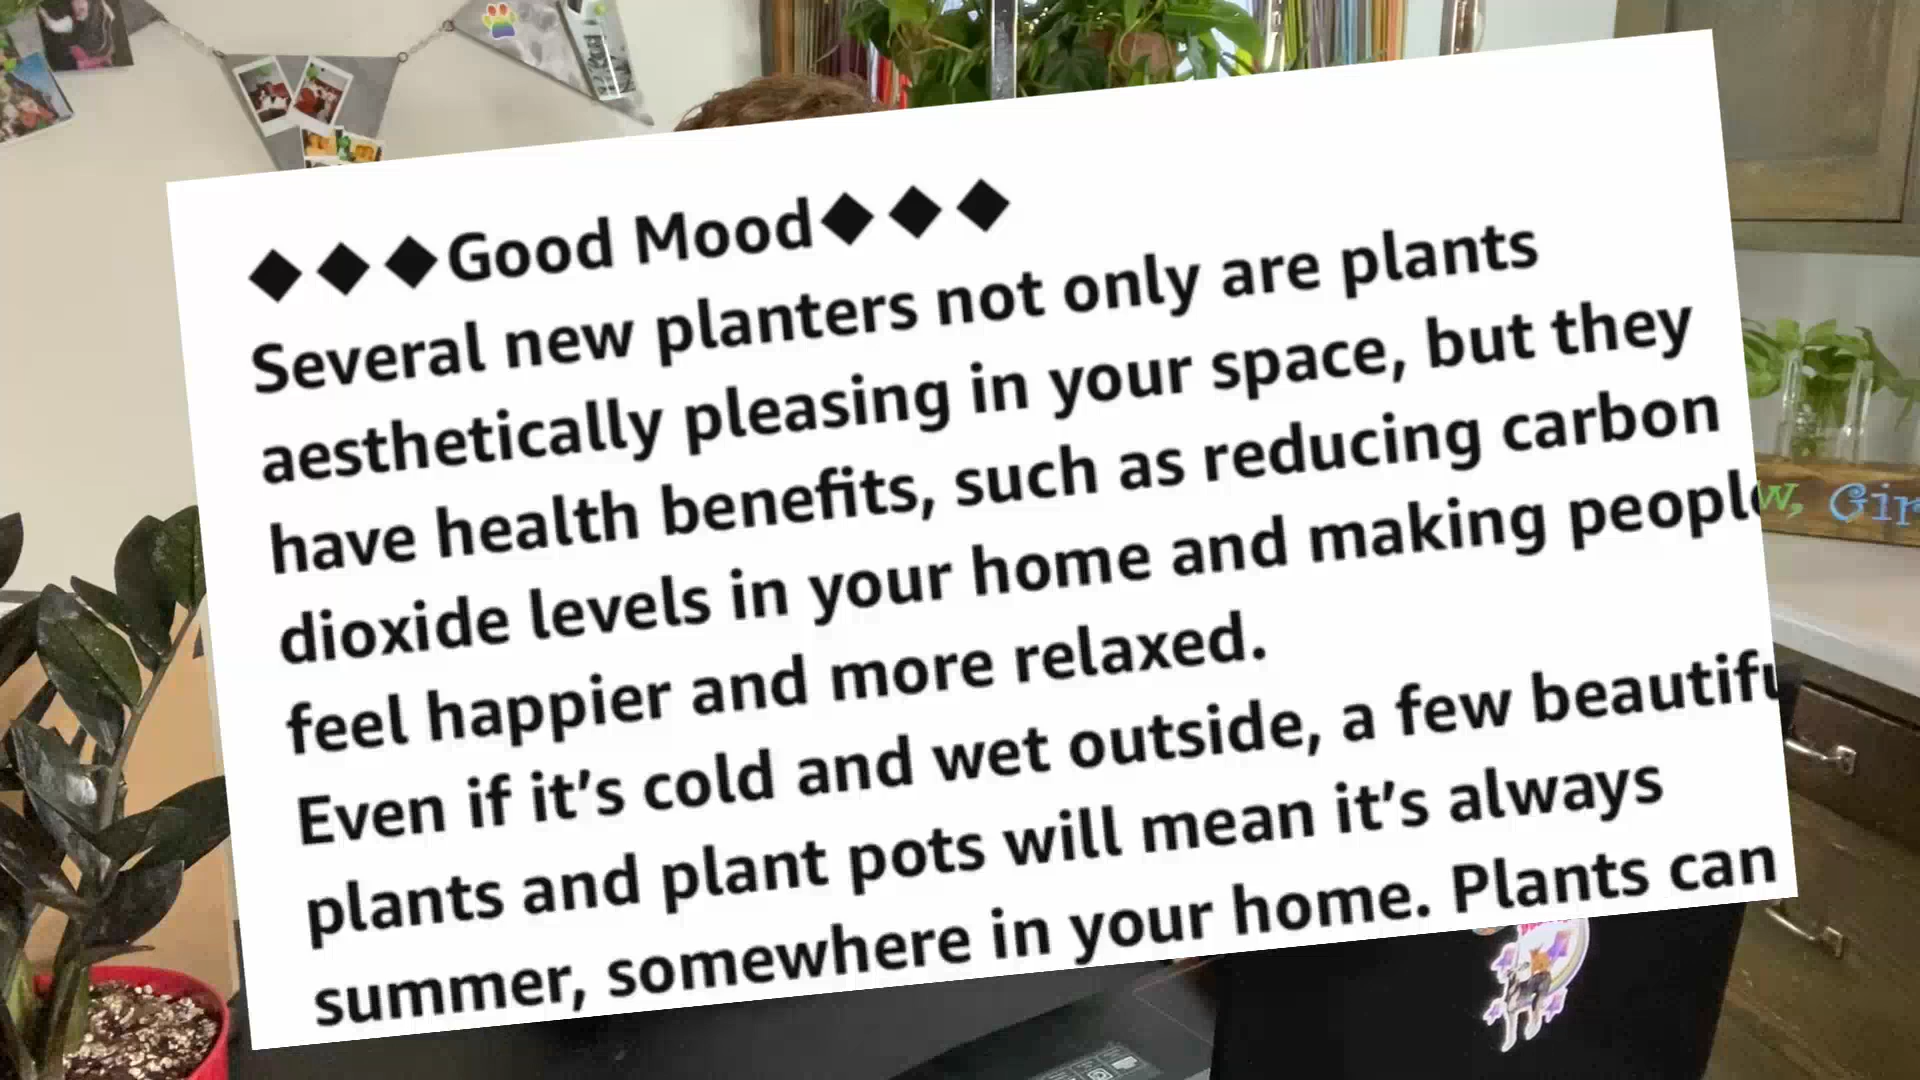 ◆◆◆Good Mood◆◆◆
Several new planters not only are plants
aesthetically pleasing in your space, but they
have health benefits, such as reducing carbon
dioxide levels in your home and making people
feel happier and more relaxed.
Even if it’s cold and wet outside, a few beautifu
plants and plant pots will mean it’s always
summer, somewhere in your home. Plants can
w, Gir